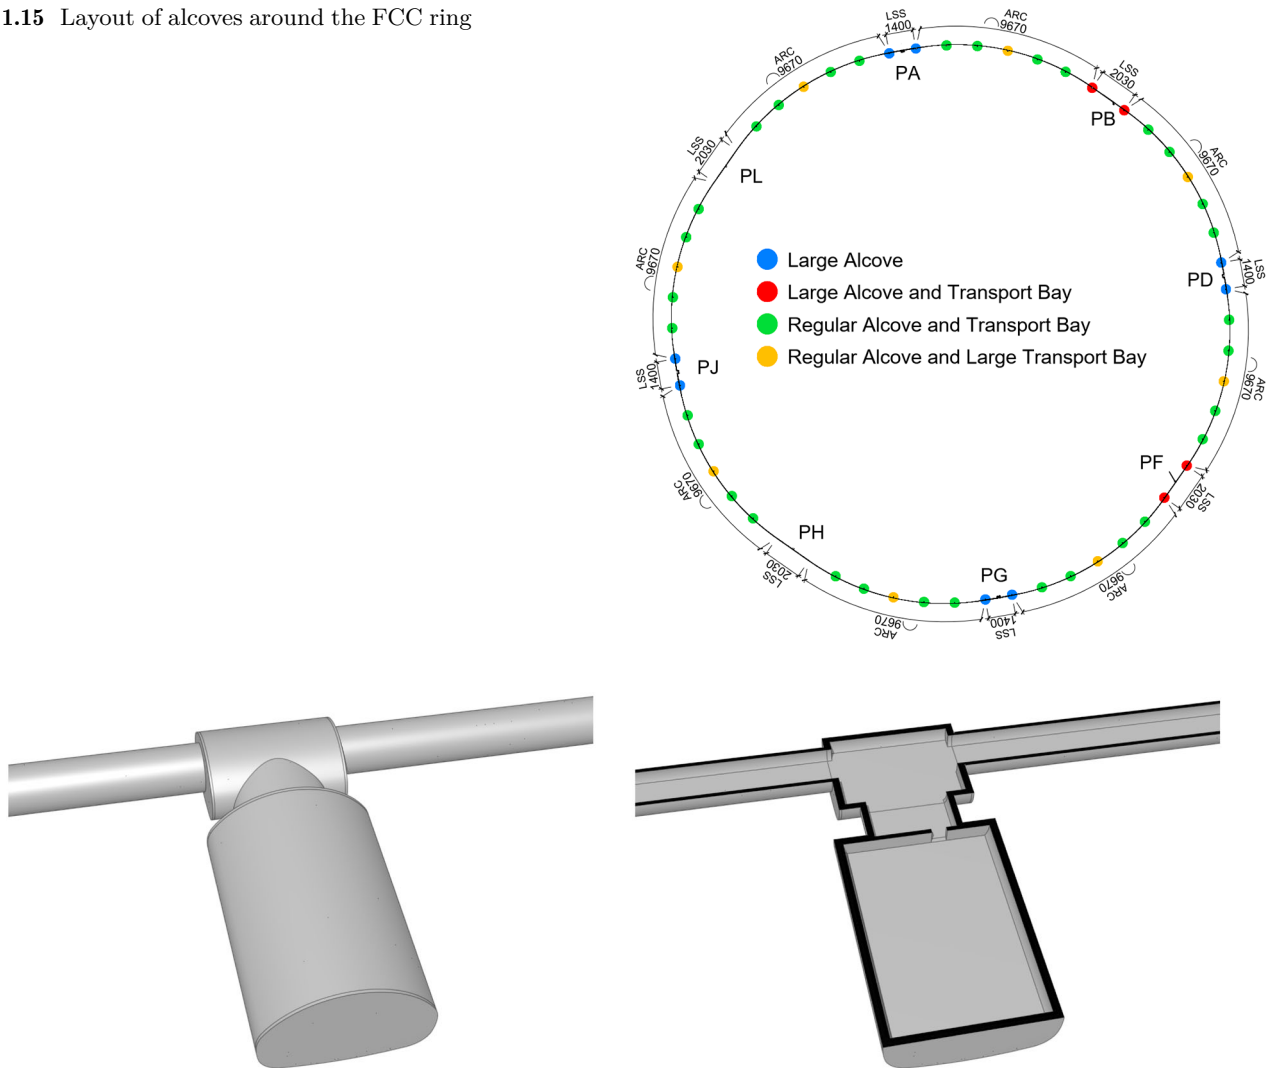 1.15 Layout of alcoves around the FCC ring
LSS
1400
PA
ARC
9670
LSS
2030
PB
ARC
9670
LSS
1400
PD
ARC
9670
PF
LSS
2030
ARC
9670
PG
LSS
1400
ARC
9670
PH
LSS
2030
ARC
9670
PJ
LSS
1400
ARC
9670
PL
LSS
2030
ARC
9670
Large Alcove
Large Alcove and Transport Bay
Regular Alcove and Transport Bay
Regular Alcove and Large Transport Bay